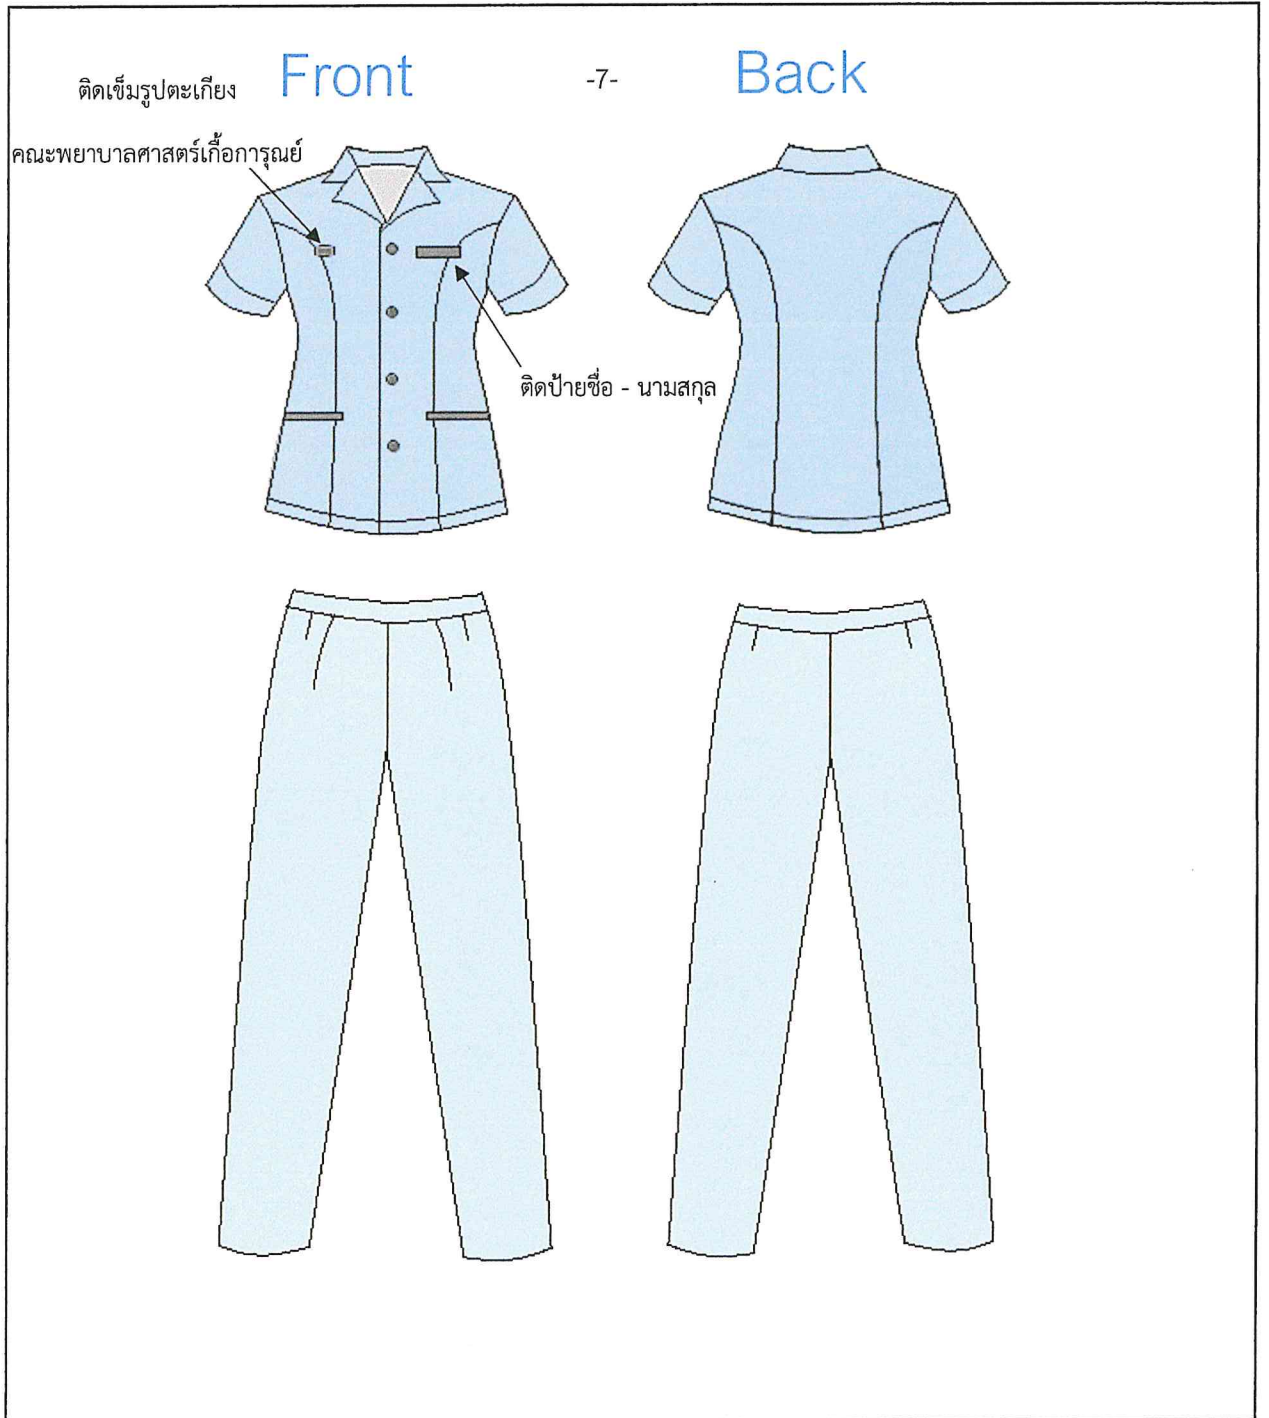 -7-
ติดเข็มรูปตะเกียง Front Back
คณะพยาบาลศาสตร์เกื้อการุณย์
ติดป้ายชื่อ - นามสกุล